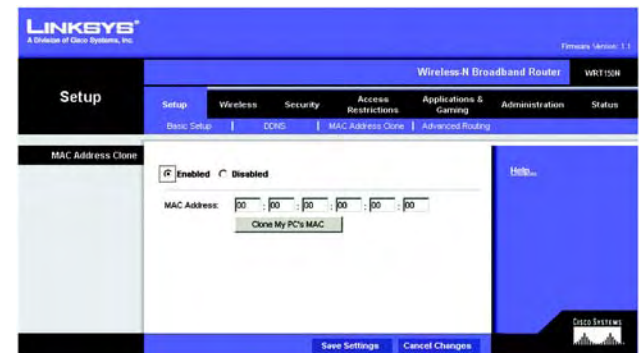 LINKSYS®
A Division of Cisco Systems, Inc.
Firmware Version: 1.1
Wireless-N Broadband Router WRT150N
Setup
Setup Wireless Security Access Restrictions Applications & Gaming Administration Status
Basic Setup | DDNS | MAC Address Clone | Advanced Routing
MAC Address Clone
Enabled Disabled
Help...
MAC Address: 00 : 00 : 00 : 00 : 00 : 00
Clone My PC's MAC
CISCO SYSTEMS
Save Settings Cancel Changes